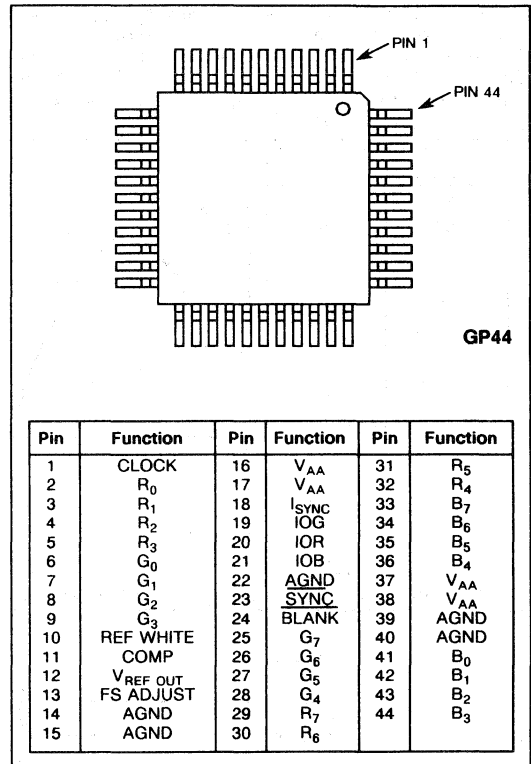 PIN 1
PIN 44
GP44
Pin Function Pin Function Pin Function
1 CLOCK 16 VAA 31 R5
2 R0 17 VAA 32 R4
3 R1 18 ISYNC 33 B7
4 R2 19 IOG 34 B6
5 R3 20 IOR 35 B5
6 G0 21 IOB 36 B4
7 G1 22 AGND 37 VAA
8 G2 23 SYNC 38 VAA
9 G3 24 BLANK 39 AGND
10 REF WHITE 25 G7 40 AGND
11 COMP 26 G6 41 B0
12 VREF OUT 27 G5 42 B1
13 FS ADJUST 28 G4 43 B2
14 AGND 29 R7 44 B3
15 AGND 30 R6